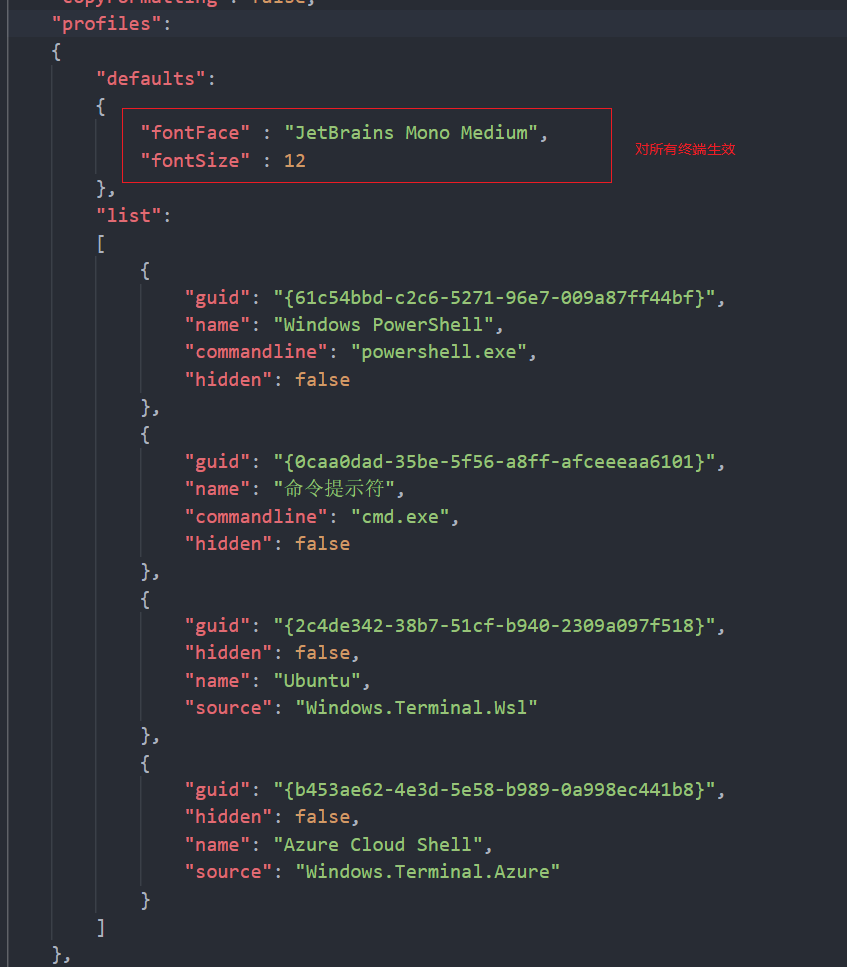 "copyFormatting": false,
"profiles":
{
"defaults":
{
"fontFace" : "JetBrains Mono Medium",
"fontSize" : 12
对所有终端生效
},
"list":
[
{
"guid": "{61c54bbd-c2c6-5271-96e7-009a87ff44bf}",
"name": "Windows PowerShell",
"commandline": "powershell.exe",
"hidden": false
},
{
"guid": "{0caa0dad-35be-5f56-a8ff-afceeeaa6101}",
"name": "命令提示符",
"commandline": "cmd.exe",
"hidden": false
},
{
"guid": "{2c4de342-38b7-51cf-b940-2309a097f518}",
"hidden": false,
"name": "Ubuntu",
"source": "Windows.Terminal.Wsl"
},
{
"guid": "{b453ae62-4e3d-5e58-b989-0a998ec441b8}",
"hidden": false,
"name": "Azure Cloud Shell",
"source": "Windows.Terminal.Azure"
}
]
},